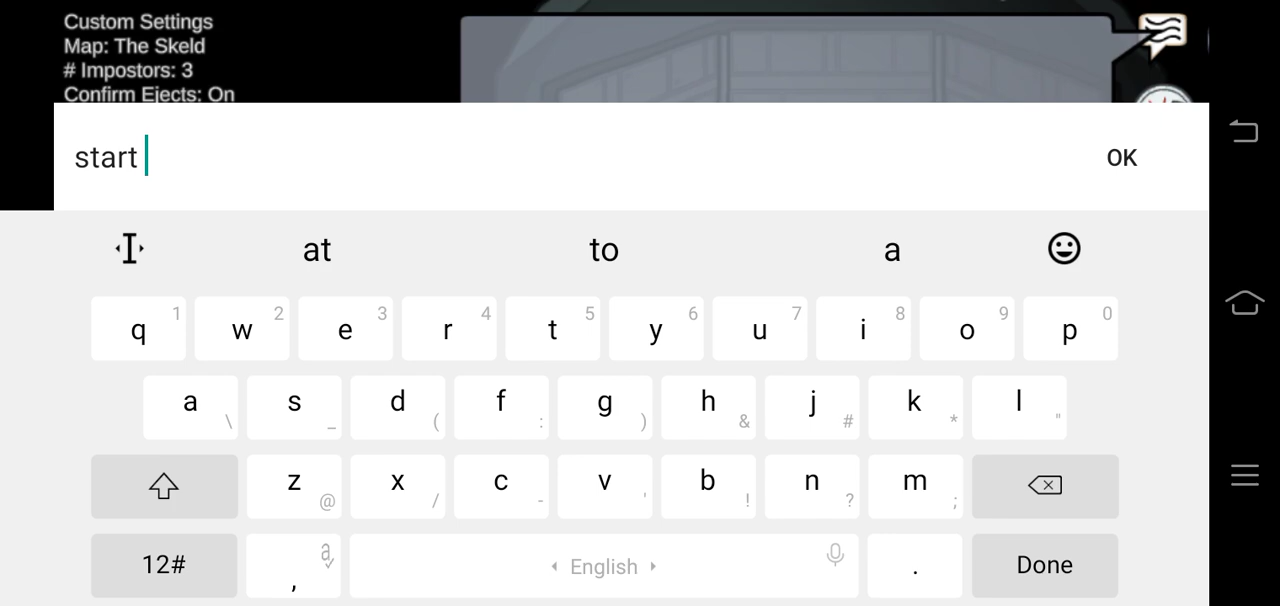 Custom Settings
Map: The Skeld
# Impostors: 3
Confirm Ejects: On
start
OK
at to a
q 1 w 2 e 3 r 4 t 5 y 6 u 7 i 8 o 9 p 0
a \ s _ d ( f : g ) h & j # k * l "
z @ x / c - v ' b ! n ? m ;
12# , a English . Done